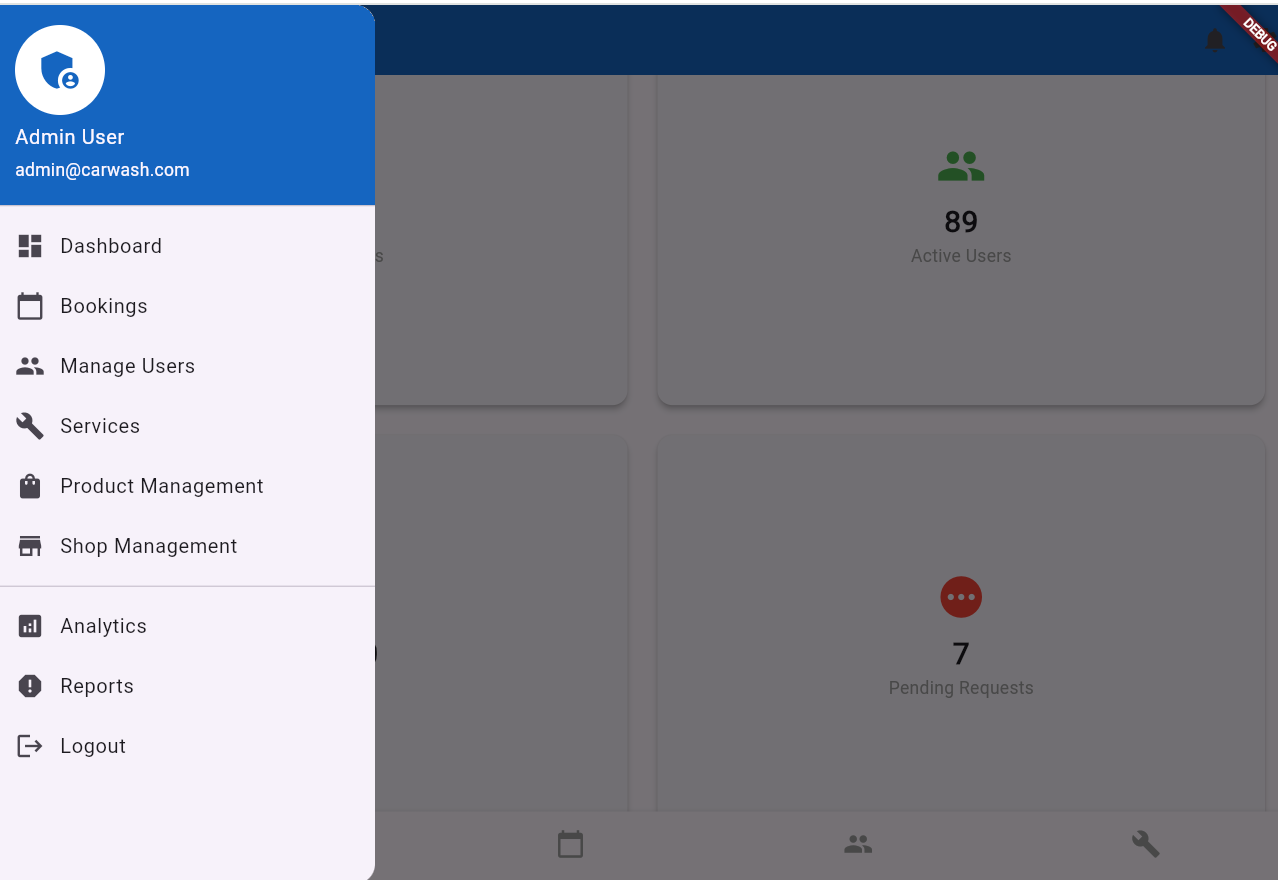 DEBUG
Admin User
admin@carwash.com
Dashboard
Bookings
Manage Users
Services
Product Management
Shop Management
Analytics
Reports
Logout
s
89
Active Users
7
Pending Requests